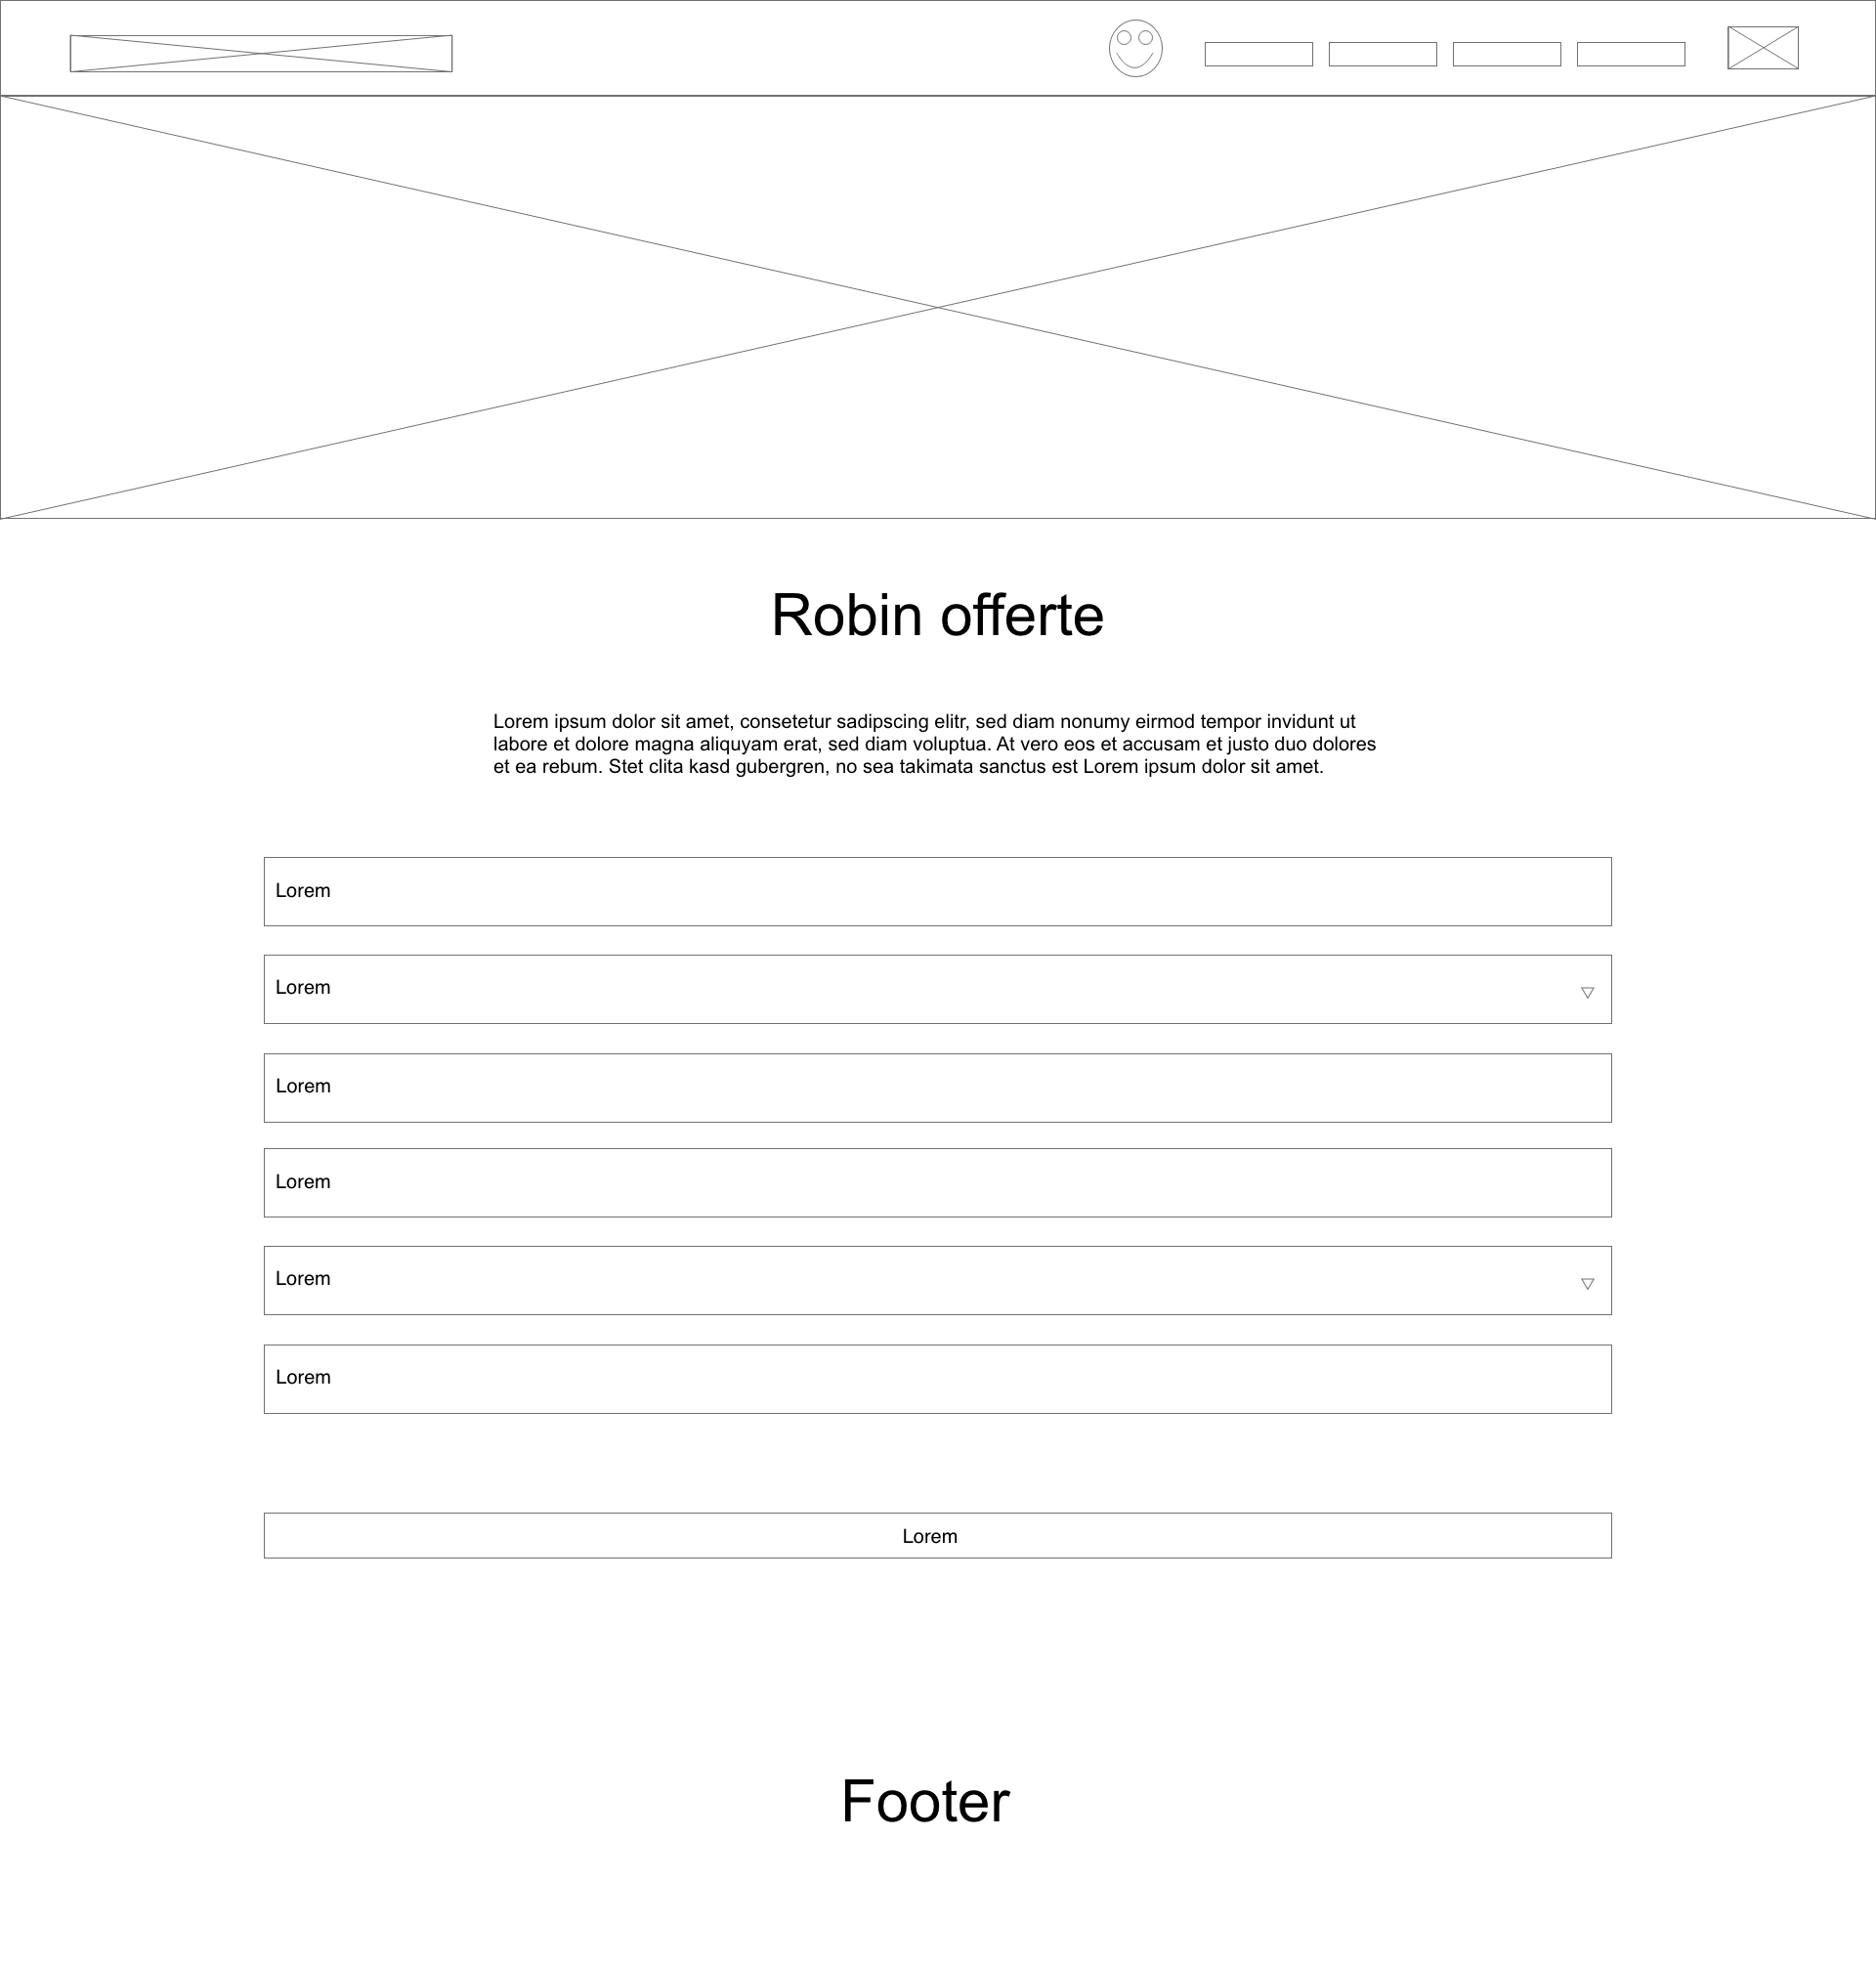 Robin offerte
Lorem ipsum dolor sit amet, consetetur sadipscing elitr, sed diam nonumy eirmod tempor invidunt ut
labore et dolore magna aliquyam erat, sed diam voluptua. At vero eos et accusam et justo duo dolores
et ea rebum. Stet clita kasd gubergren, no sea takimata sanctus est Lorem ipsum dolor sit amet.
Lorem
Lorem
Lorem
Lorem
Lorem
Lorem
Lorem
Footer